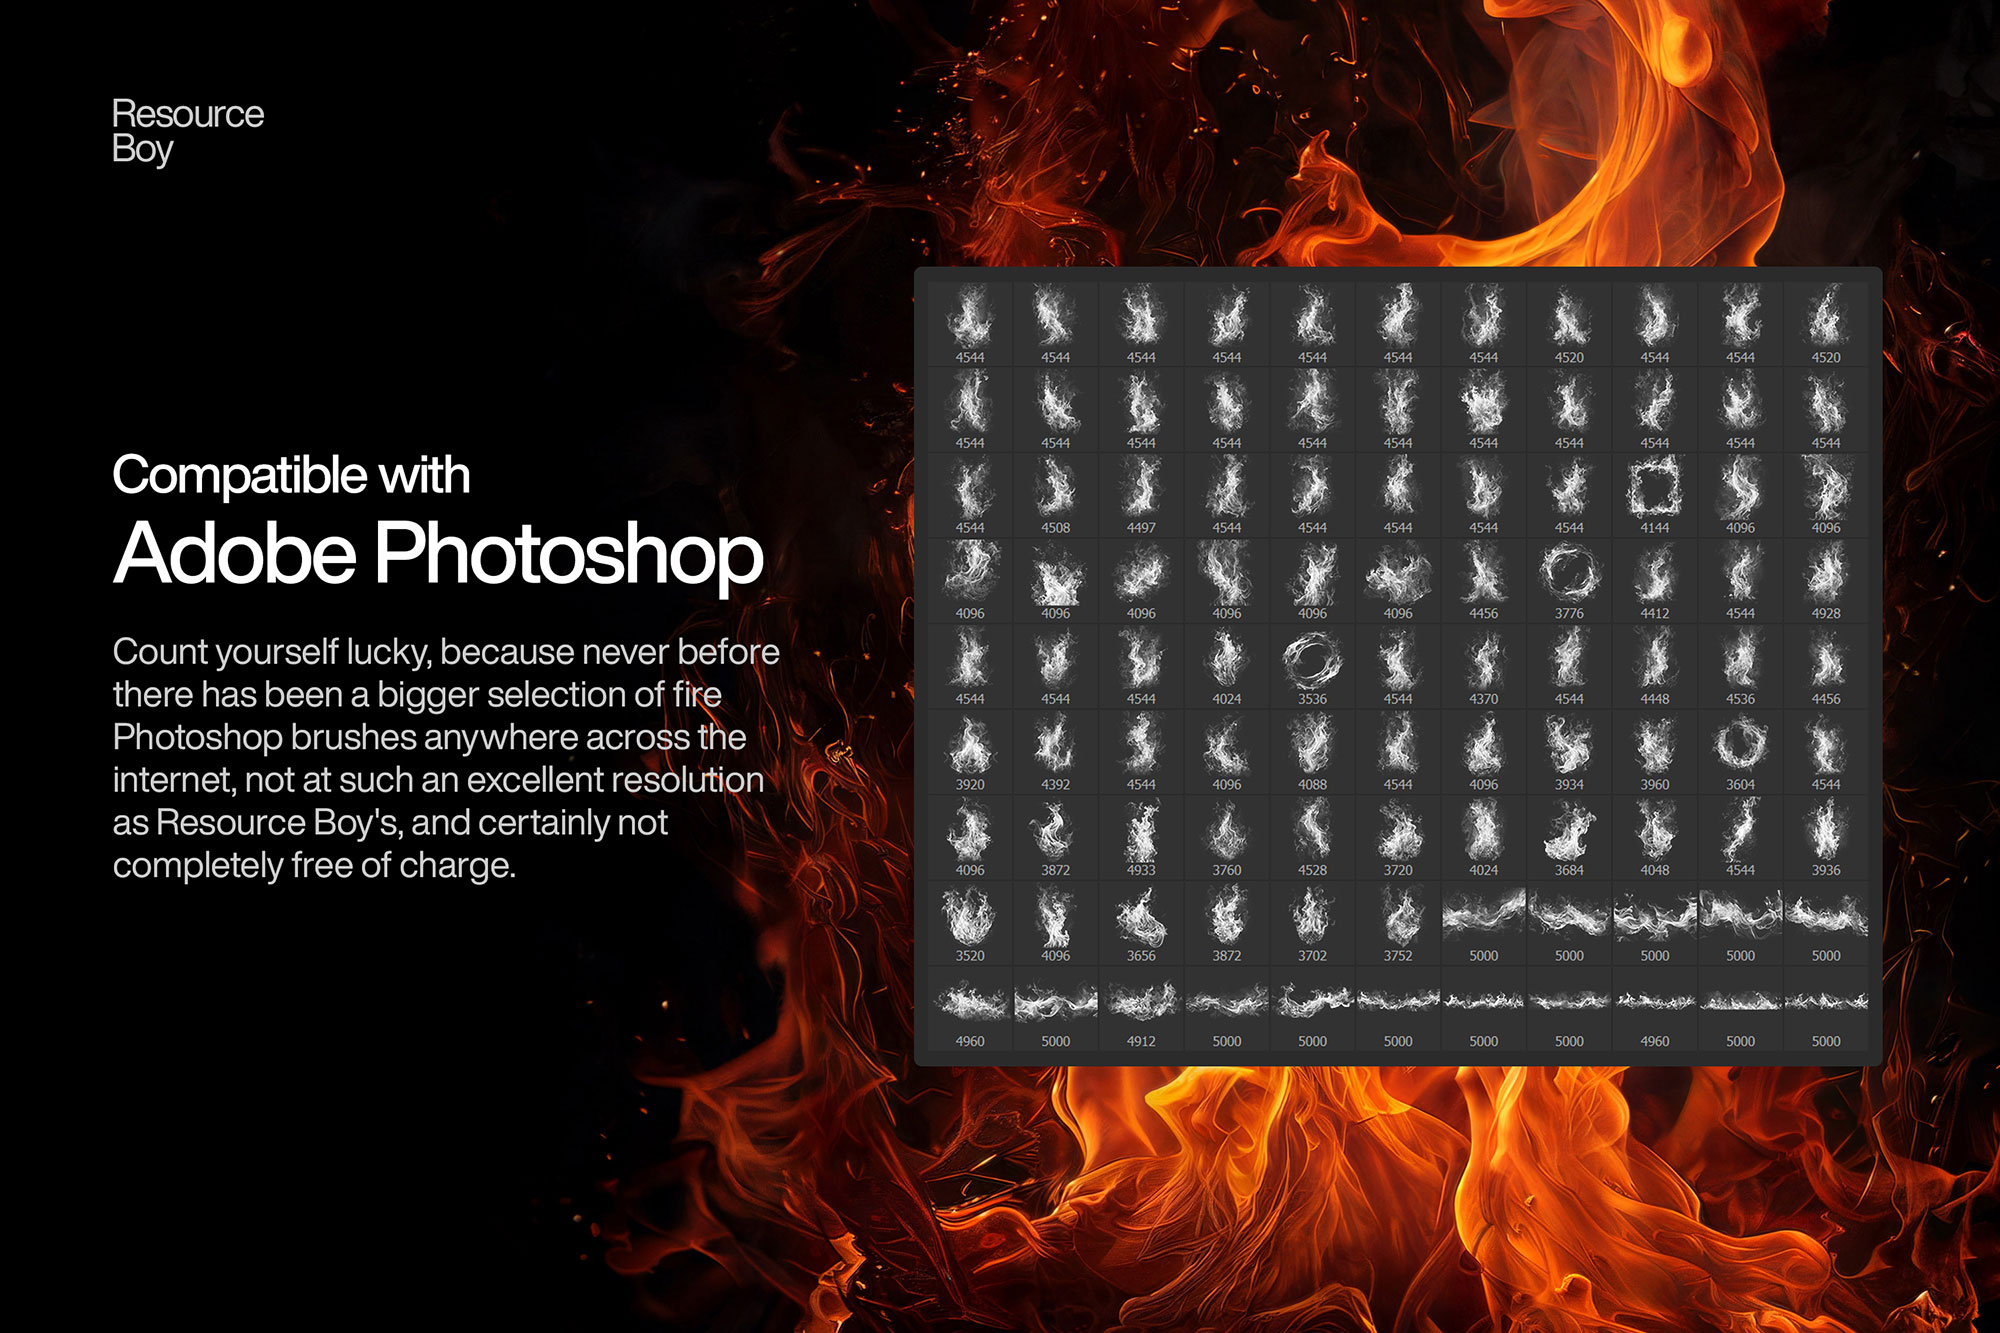 Resource
Boy
Compatible with
Adobe Photoshop
Count yourself lucky, because never before
there has been a bigger selection of fire
Photoshop brushes anywhere across the
internet, not at such an excellent resolution
as Resource Boy's, and certainly not
completely free of charge.
4544 4544 4544 4544 4544 4544 4544 4520 4544 4544 4520
4544 4544 4544 4544 4544 4544 4544 4544 4544 4544 4544
4544 4508 4497 4544 4544 4544 4544 4544 4144 4096 4096
4096 4096 4096 4096 4096 4096 4456 3776 4412 4544 4928
4544 4544 4544 4024 3536 4544 4370 4544 4448 4536 4456
3920 4392 4544 4096 4088 4544 4096 3934 3960 3604 4544
4096 3872 4933 3760 4528 3720 4024 3684 4048 4544 3936
3520 4096 3656 3872 3702 3752 5000 5000 5000 5000 5000
4960 5000 4912 5000 5000 5000 5000 5000 4960 5000 5000